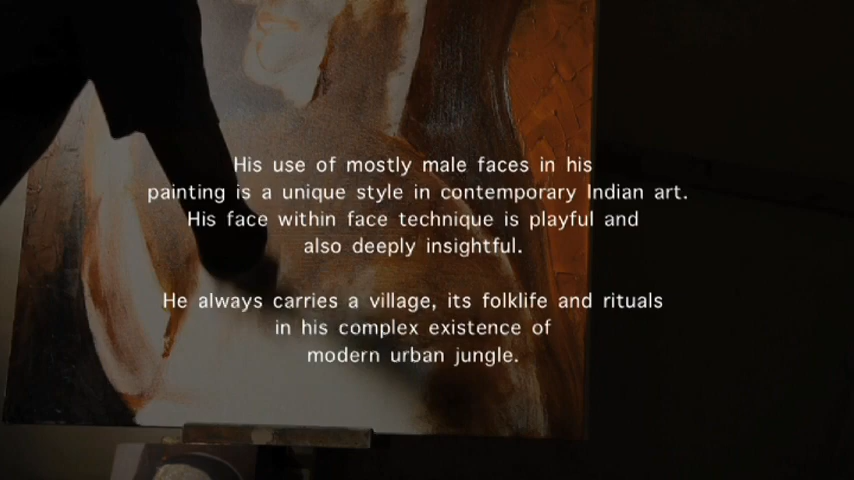 His use of mostly male faces in his
painting is a unique style in contemporary Indian art.
His face within face technique is playful and
also deeply insightful.
He always carries a village, its folklife and rituals
in his complex existence of
modern urban jungle.